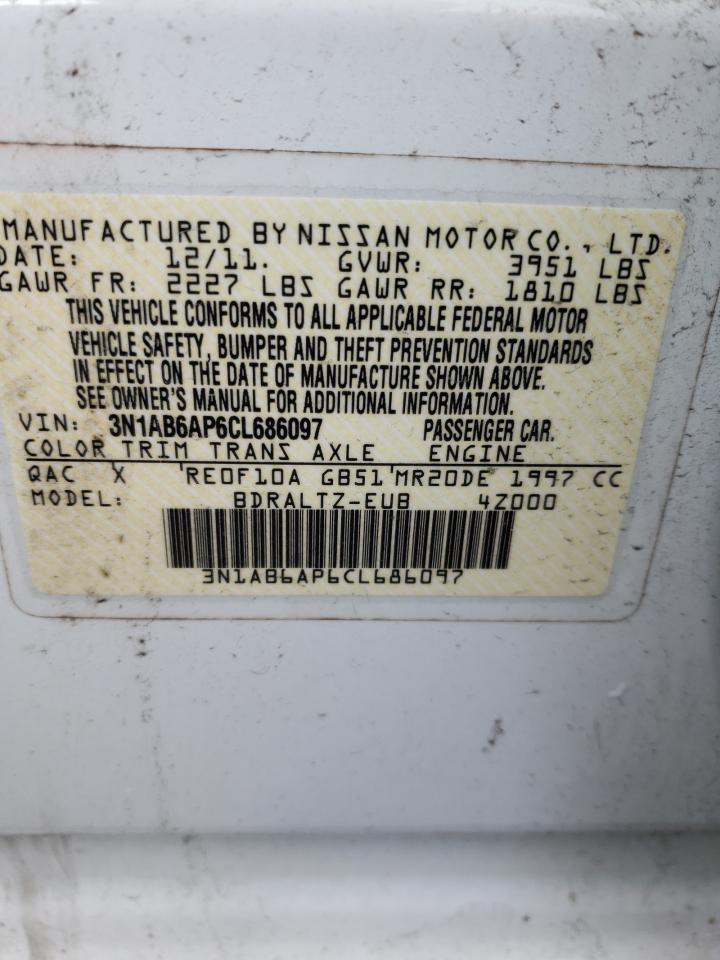 MANUFACTURED BY NISSAN MOTOR CO., LTD.
DATE: 12/11. GVWR: 3951 LBS
GAWR FR: 2227 LBS GAWR RR: 1810 LBS
THIS VEHICLE CONFORMS TO ALL APPLICABLE FEDERAL MOTOR
VEHICLE SAFETY, BUMPER AND THEFT PREVENTION STANDARDS
IN EFFECT ON THE DATE OF MANUFACTURE SHOWN ABOVE.
SEE OWNER'S MANUAL FOR ADDITIONAL INFORMATION.
VIN: 3N1AB6AP6CL686097 PASSENGER CAR.
COLOR TRIM TRANS AXLE ENGINE
QAC X RE0F10A GB51 MR20DE 1997 CC
MODEL: BDRALTZ-EUB 4Z000
3N1AB6AP6CL686097